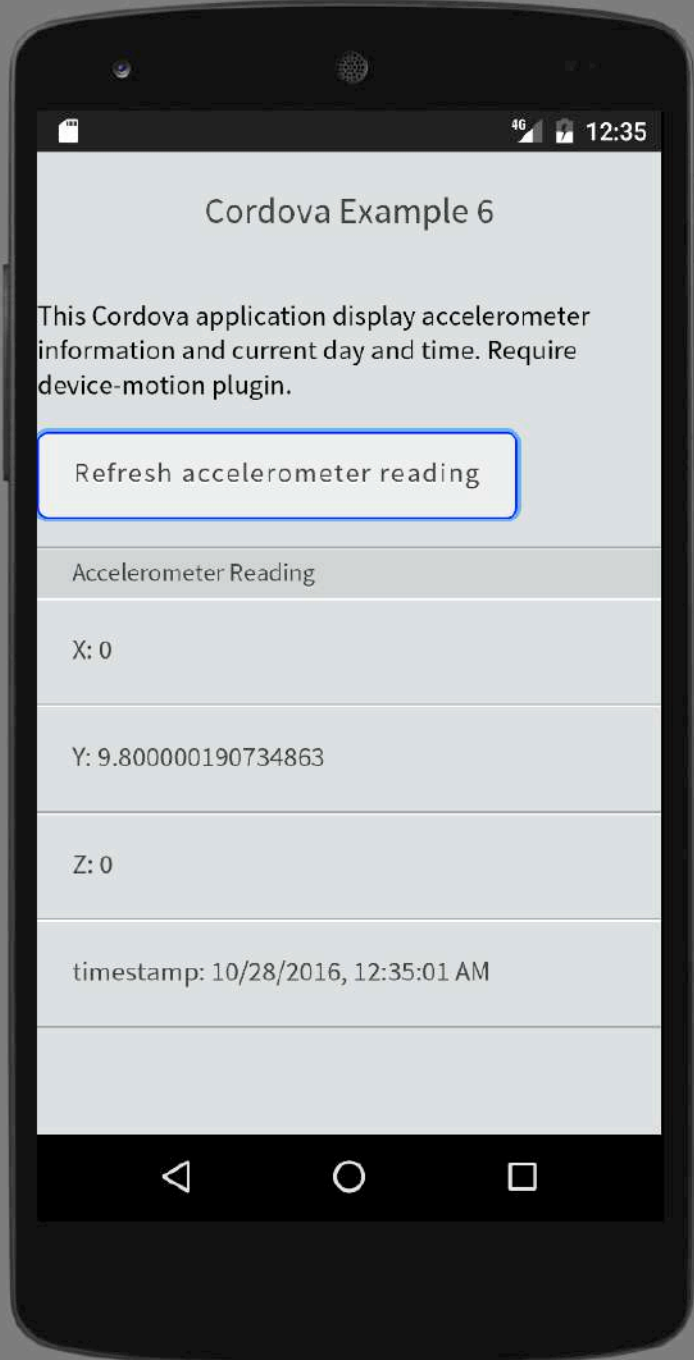 4G 12:35
Cordova Example 6
This Cordova application display accelerometer
information and current day and time. Require
device-motion plugin.
Refresh accelerometer reading
Accelerometer Reading
X: 0
Y: 9.800000190734863
Z: 0
timestamp: 10/28/2016, 12:35:01 AM